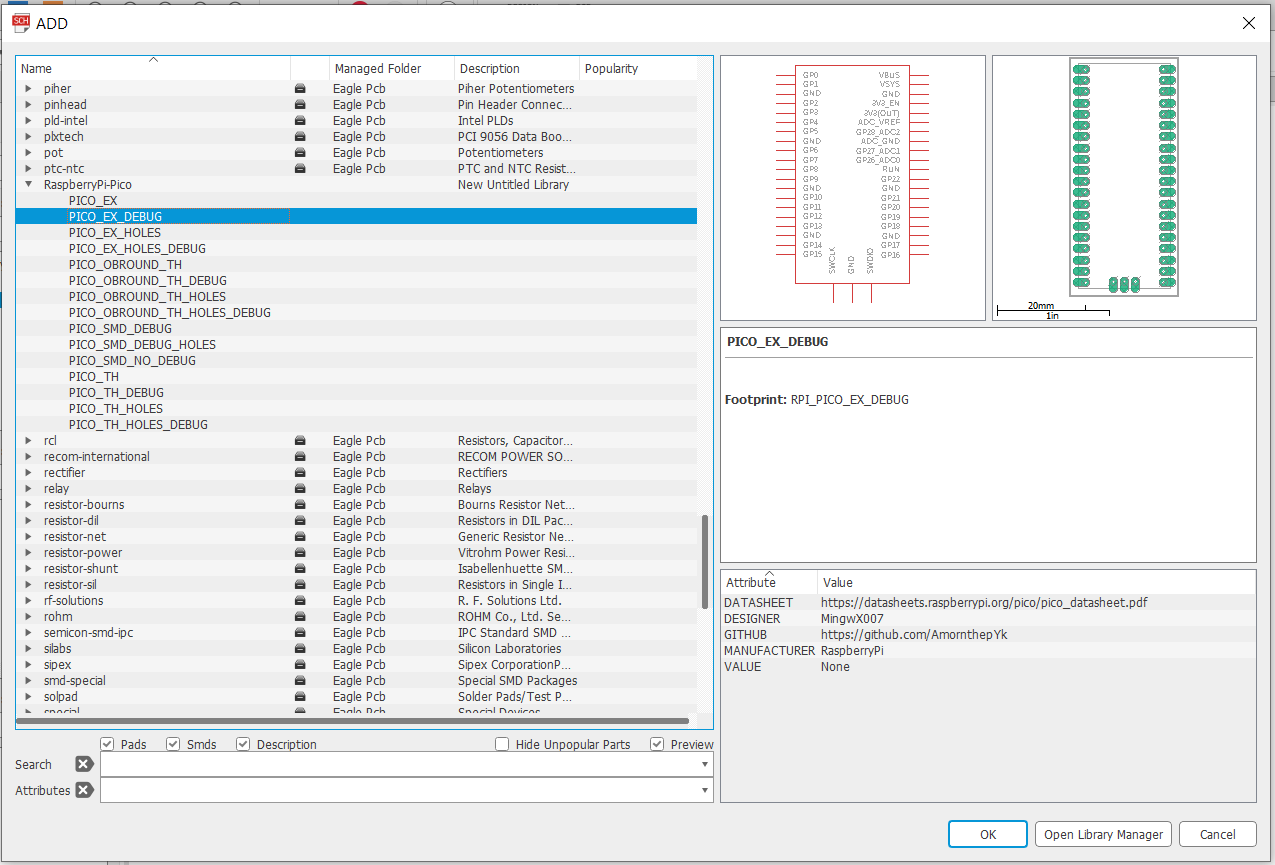 SCH ADD
Name Managed Folder Description Popularity
piher Eagle Pcb Piher Potentiometers
pinhead Eagle Pcb Pin Header Connec...
pld-intel Eagle Pcb Intel PLDs
plxtech Eagle Pcb PCI 9056 Data Boo...
pot Eagle Pcb Potentiometers
ptc-ntc Eagle Pcb PTC and NTC Resist...
RaspberryPi-Pico New Untitled Library
PICO_EX
PICO_EX_DEBUG
PICO_EX_HOLES
PICO_EX_HOLES_DEBUG
PICO_OBROUND_TH
PICO_OBROUND_TH_DEBUG
PICO_OBROUND_TH_HOLES
PICO_OBROUND_TH_HOLES_DEBUG
PICO_SMD_DEBUG
PICO_SMD_DEBUG_HOLES
PICO_SMD_NO_DEBUG
PICO_TH
PICO_TH_DEBUG
PICO_TH_HOLES
PICO_TH_HOLES_DEBUG
rcl Eagle Pcb Resistors, Capacitor...
recom-international Eagle Pcb RECOM POWER SO...
rectifier Eagle Pcb Rectifiers
relay Eagle Pcb Relays
resistor-bourns Eagle Pcb Bourns Resistor Net...
resistor-dil Eagle Pcb Resistors in DIL Pac...
resistor-net Eagle Pcb Generic Resistor Ne...
resistor-power Eagle Pcb Vitrohm Power Resi...
resistor-shunt Eagle Pcb Isabellenhuette SM...
resistor-sil Eagle Pcb Resistors in Single I...
rf-solutions Eagle Pcb R. F. Solutions Ltd.
rohm Eagle Pcb ROHM Co., Ltd. Se...
semicon-smd-ipc Eagle Pcb IPC Standard SMD ...
silabs Eagle Pcb Silicon Laboratories
sipex Eagle Pcb Sipex CorporationP...
smd-special Eagle Pcb Special SMD Packages
solpad Eagle Pcb Solder Pads/Test P...
special Eagle Pcb Special Devices
Pads Smds Description Hide Unpopular Parts Preview
Search
Attributes
GP0 VBUS
GP1 VSYS
GND GND
GP2 3V3_EN
GP3 3V3(OUT)
GP4 ADC_VREF
GP5 GP28_ADC2
GND ADC_GND
GP6 GP27_ADC1
GP7 GP26_ADC0
GP8 RUN
GP9 GP22
GND GND
GP10 GP21
GP11 GP20
GP12 GP19
GP13 GP18
GND GND
GP14 GP17
GP15 GP16
SWCLK GND SWDIO
20mm
1in
PICO_EX_DEBUG
Footprint: RPI_PICO_EX_DEBUG
Attribute Value
DATASHEET https://datasheets.raspberrypi.org/pico/pico_datasheet.pdf
DESIGNER MingwX007
GITHUB https://github.com/AmornthepYk
MANUFACTURER RaspberryPi
VALUE None
OK Open Library Manager Cancel